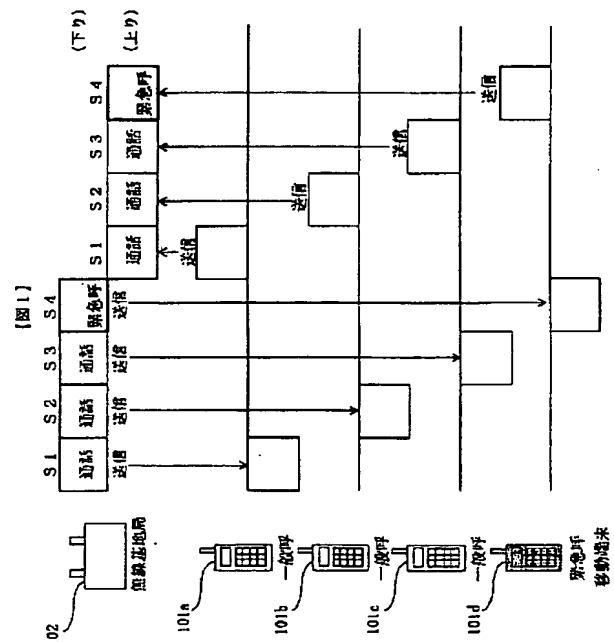 【図1】
(下り)
S1 S2 S3 S4
通話 通話 通話 緊急呼
送信 送信 送信 送信
(上り)
S1 S2 S3 S4
通話 通話 通話 緊急呼
送信 送信 送信 送信
02
無線基地局
101a
一般呼
101b
一般呼
101c
一般呼
101d
緊急呼
移動端末